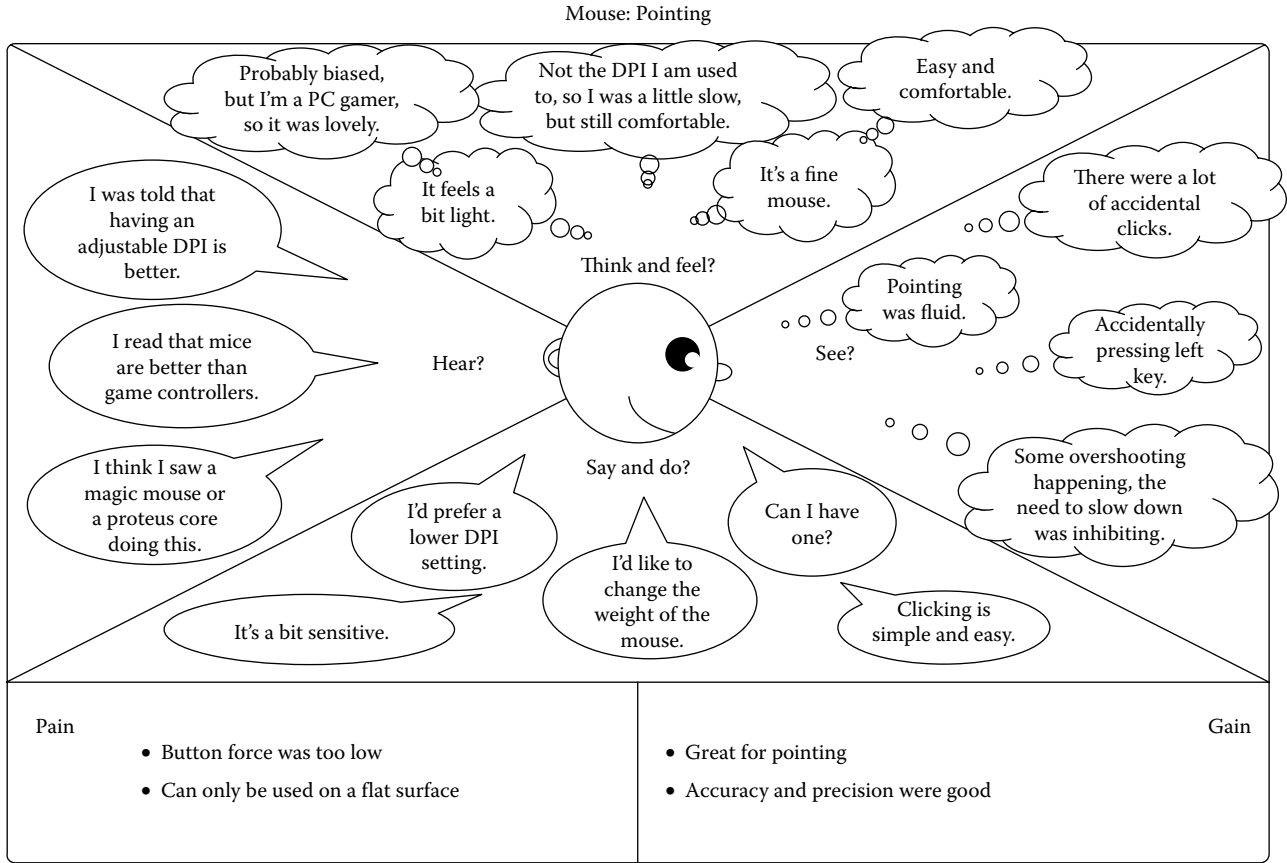 Mouse: Pointing
Probably biased,
but I'm a PC gamer,
so it was lovely.
Not the DPI I am used
to, so I was a little slow,
but still comfortable.
Easy and
comfortable.
It feels a
bit light.
It's a fine
mouse.
Think and feel?
I was told that
having an
adjustable DPI is
better.
I read that mice
are better than
game controllers.
I think I saw a
magic mouse or
a proteus core
doing this.
Hear?
There were a lot
of accidental
clicks.
Pointing
was fluid.
See?
Accidentally
pressing left
key.
Some overshooting
happening, the
need to slow down
was inhibiting.
Say and do?
I'd prefer a
lower DPI
setting.
Can I have
one?
I'd like to
change the
weight of the
mouse.
It's a bit sensitive.
Clicking is
simple and easy.
Pain
• Button force was too low
• Can only be used on a flat surface
Gain
• Great for pointing
• Accuracy and precision were good